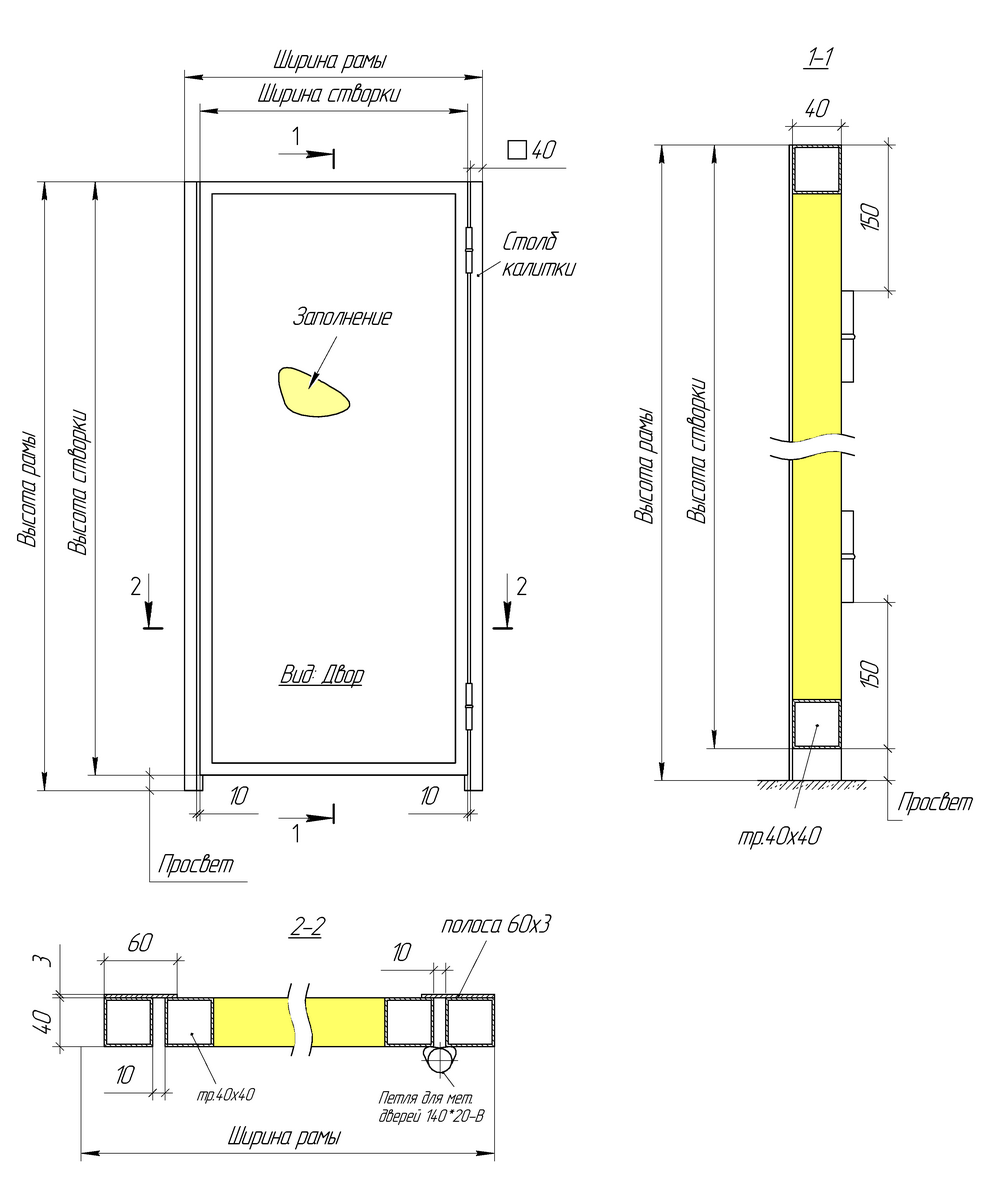 Ширина рамы
Ширина створки
1
□ 40
Столб
калитки
Заполнение
Высота рамы
Высота створки
2
2
Вид: Двор
10
10
1
Просвет
1-1
40
150
Высота рамы
Высота створки
150
Просвет
тр.40х40
2-2
полоса 60х3
60
3
10
40
10
тр.40х40
Петля для мет.
дверей 140*20-В
Ширина рамы